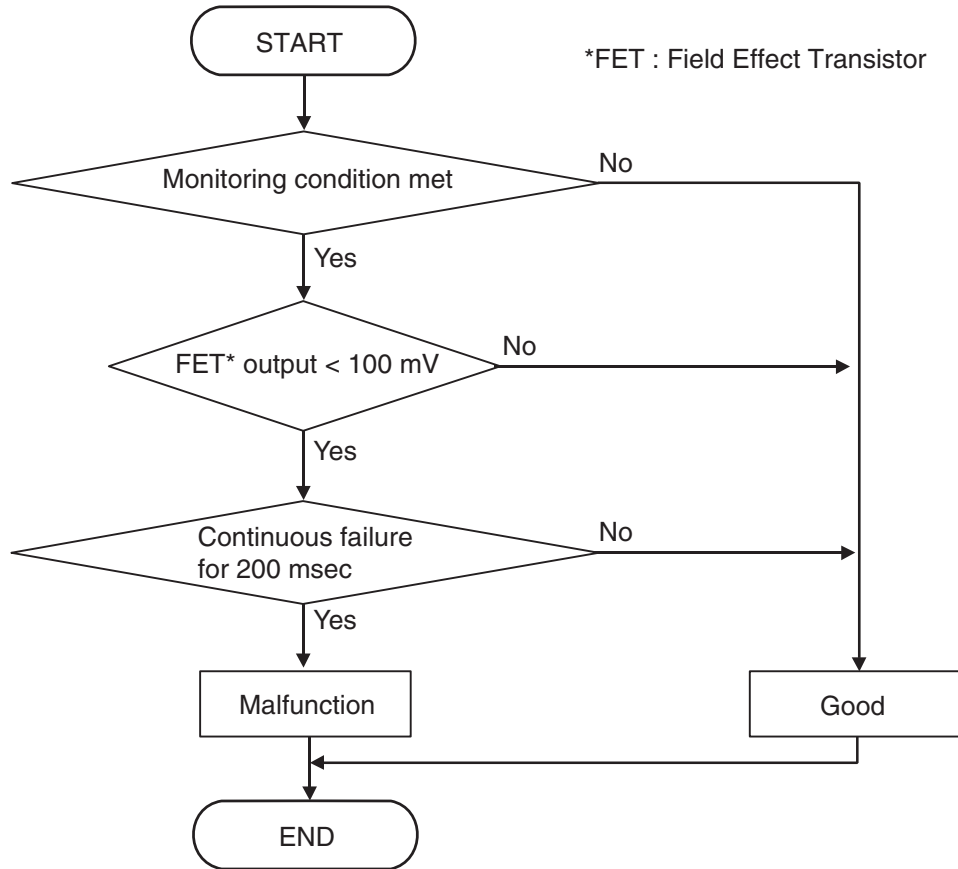 START
*FET : Field Effect Transistor
Monitoring condition met
No
Yes
FET* output < 100 mV
No
Yes
Continuous failure
for 200 msec
No
Yes
Malfunction
Good
END